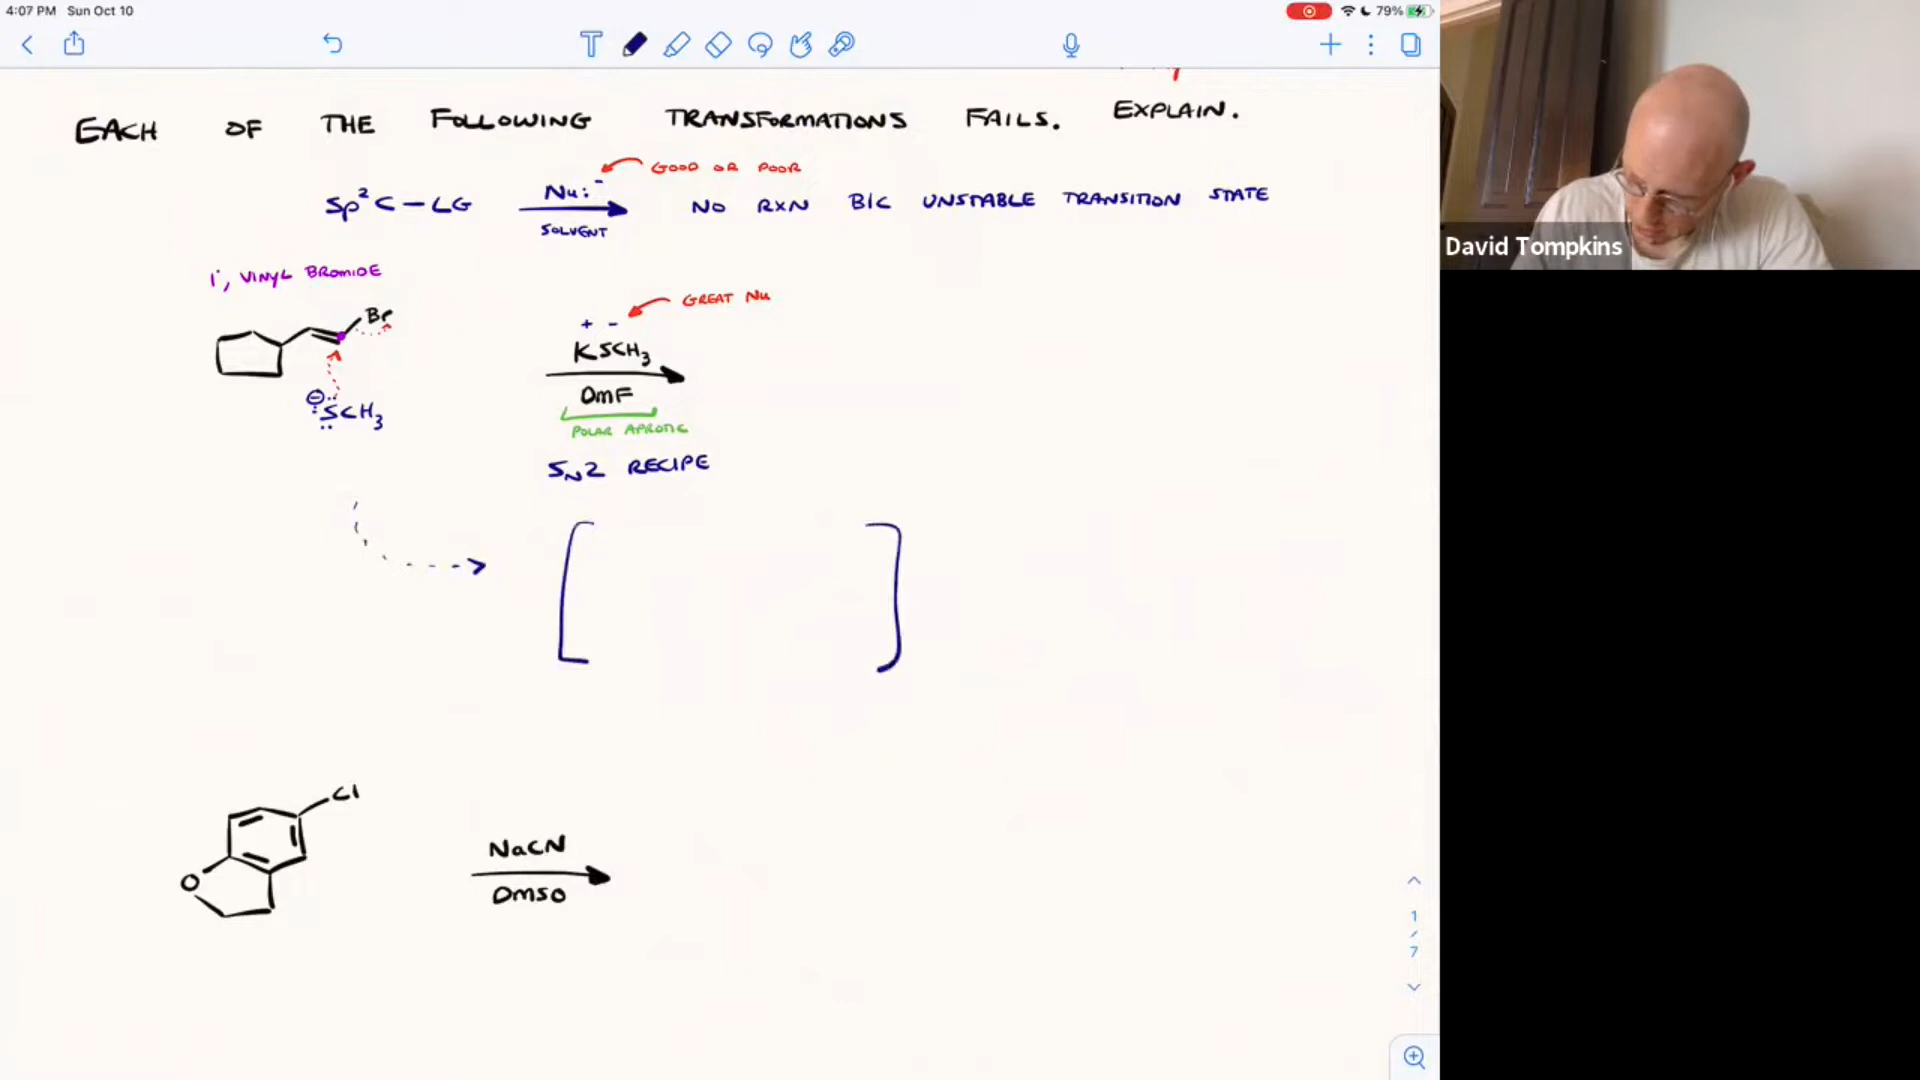 4:07 PM Sun Oct 10
79%
EACH OF THE FOLLOWING TRANSFORMATIONS FAILS. EXPLAIN.
GOOD OR POOR
Sp²C-LG Nu:⁻ NO RXN B/C UNSTABLE TRANSITION STATE
SOLVENT
1°, VINYL BROMIDE
GREAT Nu
Br
+ -
KSCH₃
DMF
⊖:SCH₃
POLAR APROTIC
SN2 RECIPE
Cl
NaCN
O
DMSO
1
/
7
David Tompkins